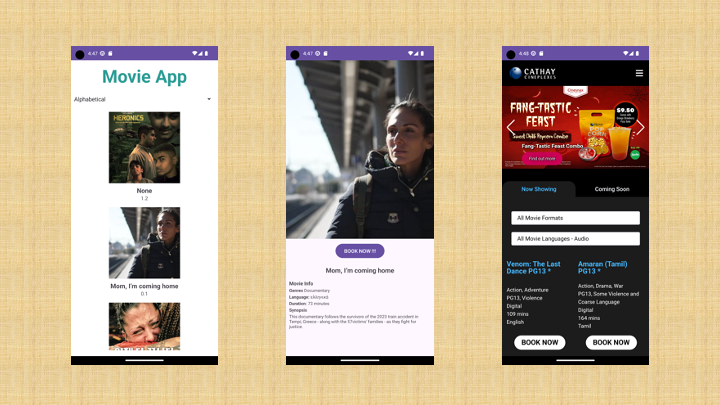 4:47
Movie App
Alphabetical
HERONICS
None
1.2
Mom, I'm coming home
0.1
4:47
BOOK NOW !!!
Mom, I'm coming home
Movie Info
Genres: Documentary
Language: ελληνικά
Duration: 75 minutes
Synopsis
This documentary follows the survivors of the 2023 train accident in
Tempi, Greece - along with the 57victims' families - as they fight for
justice.
4:48
CATHAY
CINEPLEXES
FANG-TASTIC
FEAST
Fang-Tastic Feast Combo
Find out more
$9.50
POP
CORN
Now Showing
Coming Soon
All Movie Formats
All Movie Languages - Audio
Venom: The Last
Dance PG13 *
Action, Adventure
PG13, Violence
Digital
109 mins
English
BOOK NOW
Amaran (Tamil)
PG13 *
Action, Drama, War
PG13, Some Violence and
Coarse Language
Digital
164 mins
Tamil
BOOK NOW